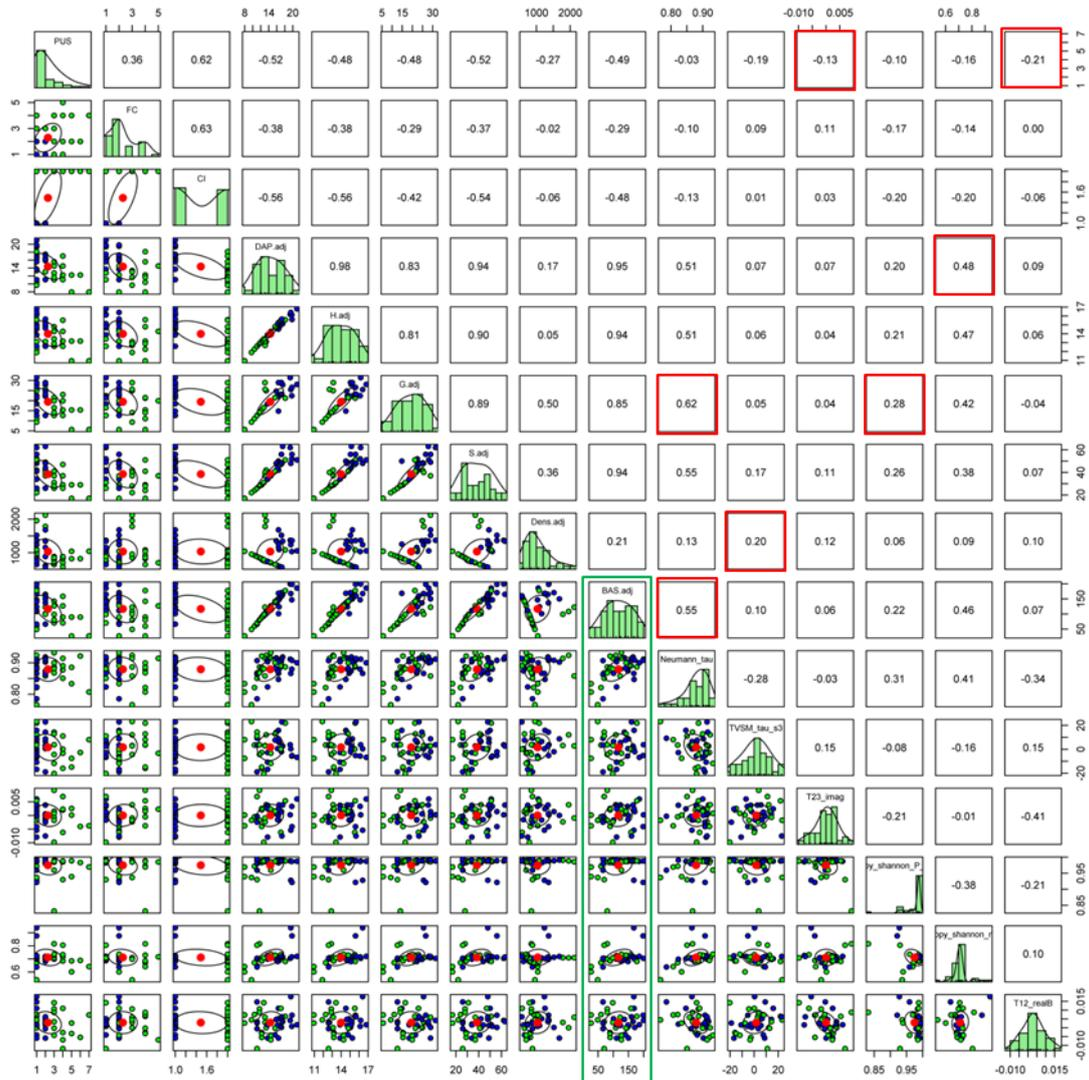 8 14 20 5 15 30 1000 2000 0.80 0.90 -0.010 0.005 0.6 0.8
1 3 5
PUS 0.36 0.62 -0.52 -0.48 -0.48 -0.52 -0.27 -0.49 -0.03 -0.19 -0.13 -0.10 -0.16 -0.21 1 3 5 7
1 3 5 FC 0.63 -0.38 -0.38 -0.29 -0.37 -0.02 -0.29 -0.10 0.09 0.11 -0.17 -0.14 0.00
CI -0.56 -0.56 -0.42 -0.54 -0.06 -0.48 -0.13 0.01 0.03 -0.20 -0.20 -0.06 1.0 1.6
8 14 20 DAP.adj 0.98 0.83 0.94 0.17 0.95 0.51 0.07 0.07 0.20 0.48 0.09
H.adj 0.81 0.90 0.05 0.94 0.51 0.06 0.04 0.21 0.47 0.06 11 14 17
5 15 30 G.adj 0.89 0.50 0.85 0.62 0.05 0.04 0.28 0.42 -0.04
S.adj 0.36 0.94 0.55 0.17 0.11 0.26 0.38 0.07 20 40 60
1000 2000 Dens.adj 0.21 0.13 0.20 0.12 0.06 0.09 0.10
BAS.adj 0.55 0.10 0.06 0.22 0.46 0.07 50 150
0.80 0.90 Neumann_tau -0.28 -0.03 0.31 0.41 -0.34
TVSM_tau_s3 0.15 -0.08 -0.16 0.15 -20 0 20
-0.010 0.005 T23_imag -0.21 -0.01 -0.41
py_shannon_P_ -0.38 -0.21 0.85 0.95
0.6 0.8 opy_shannon_r 0.10
T12_realB -0.010 0.015
1 3 5 7 1.0 1.6 11 14 17 20 40 60 50 150 -20 0 20 0.85 0.95 -0.010 0.015